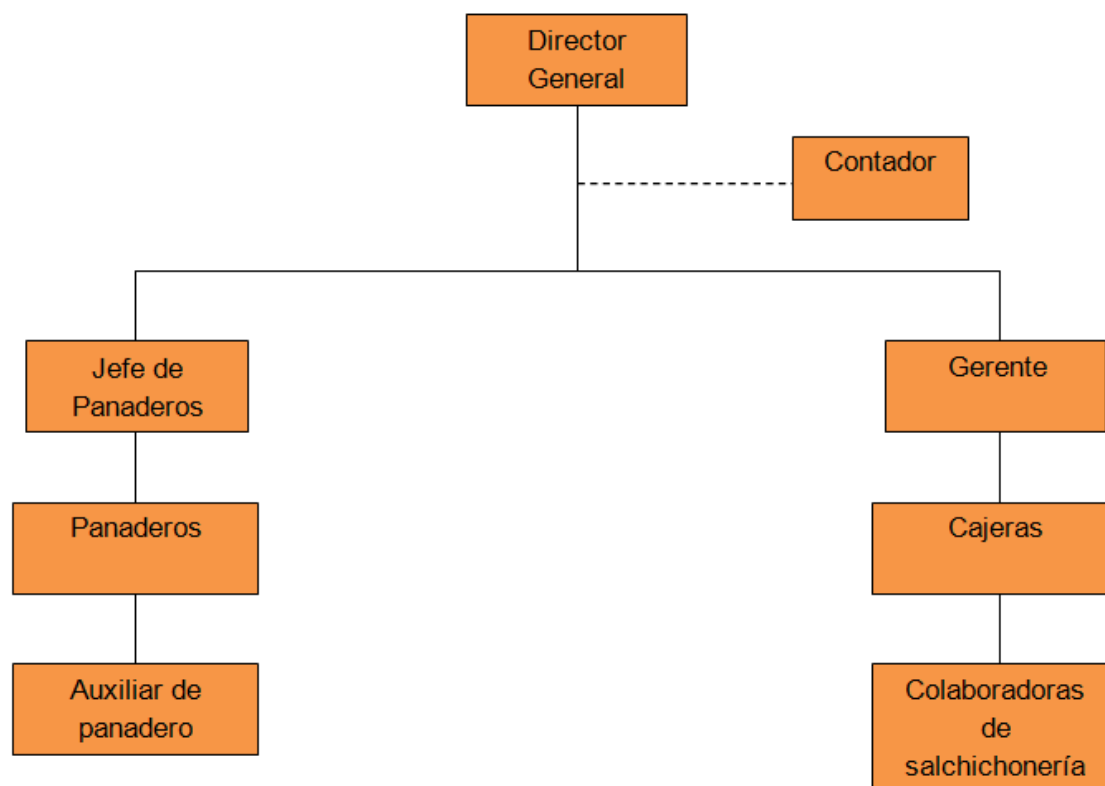 Director
General
Contador
Jefe de
Panaderos
Gerente
Panaderos
Cajeras
Auxiliar de
panadero
Colaboradoras
de
salchichonería